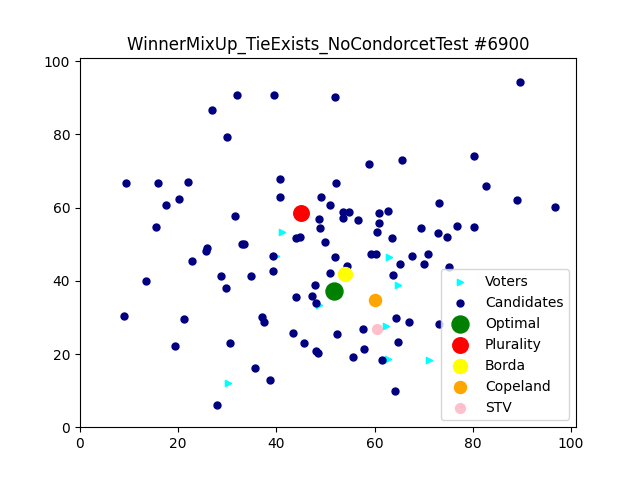 WinnerMixUp_TieExists_NoCondorcetTest #6900
100
80
60
40
20
0
Voters
Candidates
Optimal
Plurality
Borda
Copeland
STV
0 20 40 60 80 100